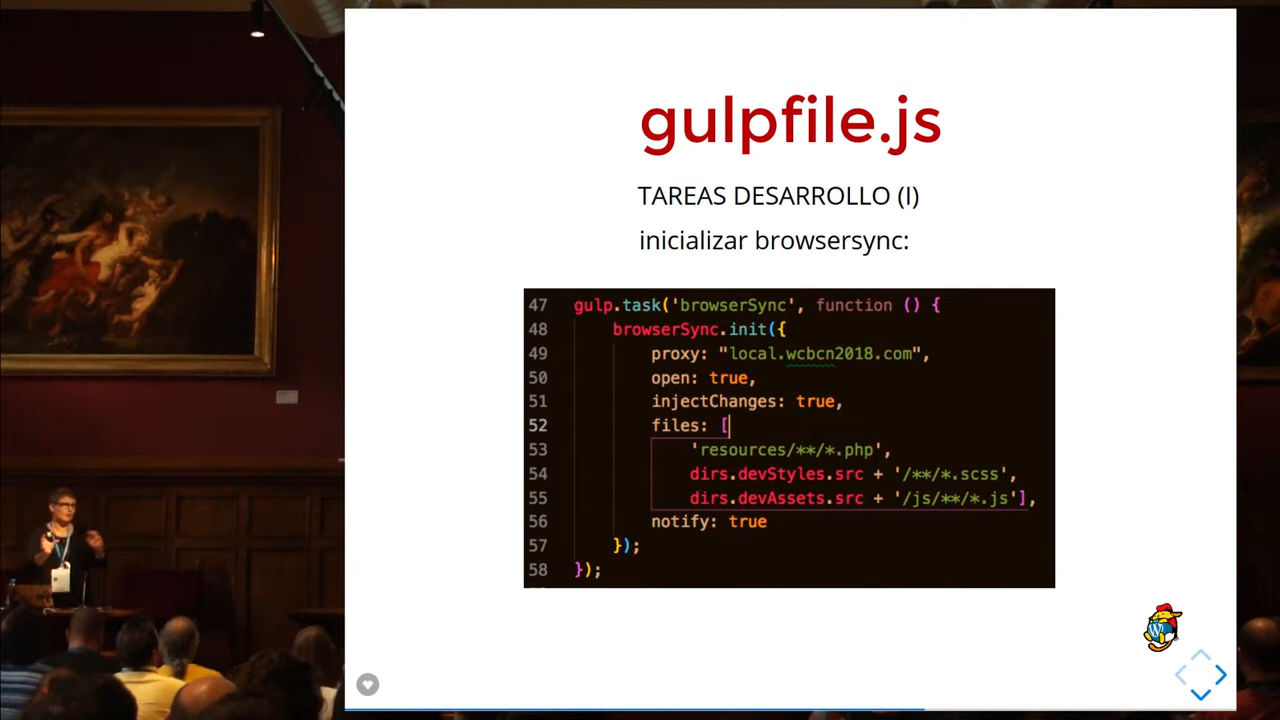 gulpfile.js
TAREAS DESARROLLO (I)
inicializar browsersync:
47 gulp.task('browserSync', function () {
48 browserSync.init({
49 proxy: "local.wcbcn2018.com",
50 open: true,
51 injectChanges: true,
52 files: [
53 'resources/**/*.php',
54 dirs.devStyles.src + '/**/*.scss',
55 dirs.devAssets.src + '/js/**/*.js'],
56 notify: true
57 });
58 });